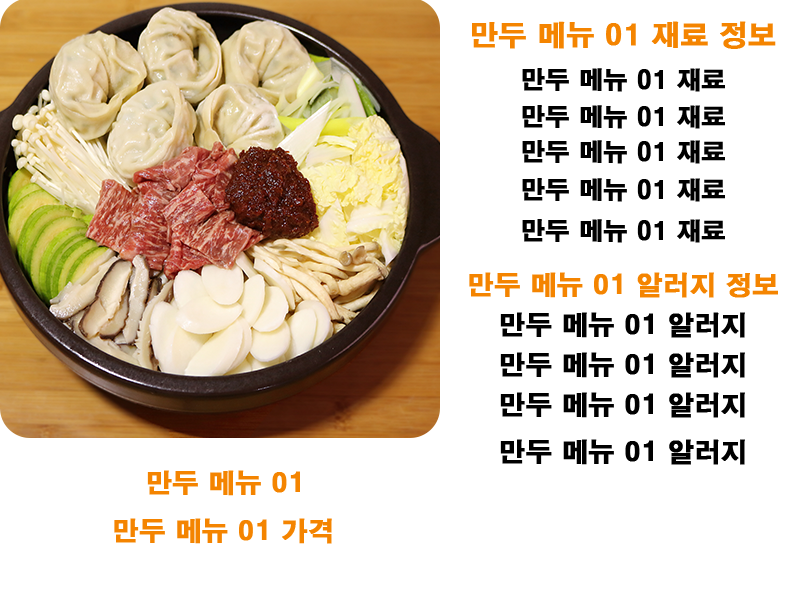 만두 메뉴 01 재료 정보
만두 메뉴 01 재료
만두 메뉴 01 재료
만두 메뉴 01 재료
만두 메뉴 01 재료
만두 메뉴 01 재료
만두 메뉴 01 알러지 정보
만두 메뉴 01 알러지
만두 메뉴 01 알러지
만두 메뉴 01 알러지
만두 메뉴 01 알러지
만두 메뉴 01
만두 메뉴 01 가격